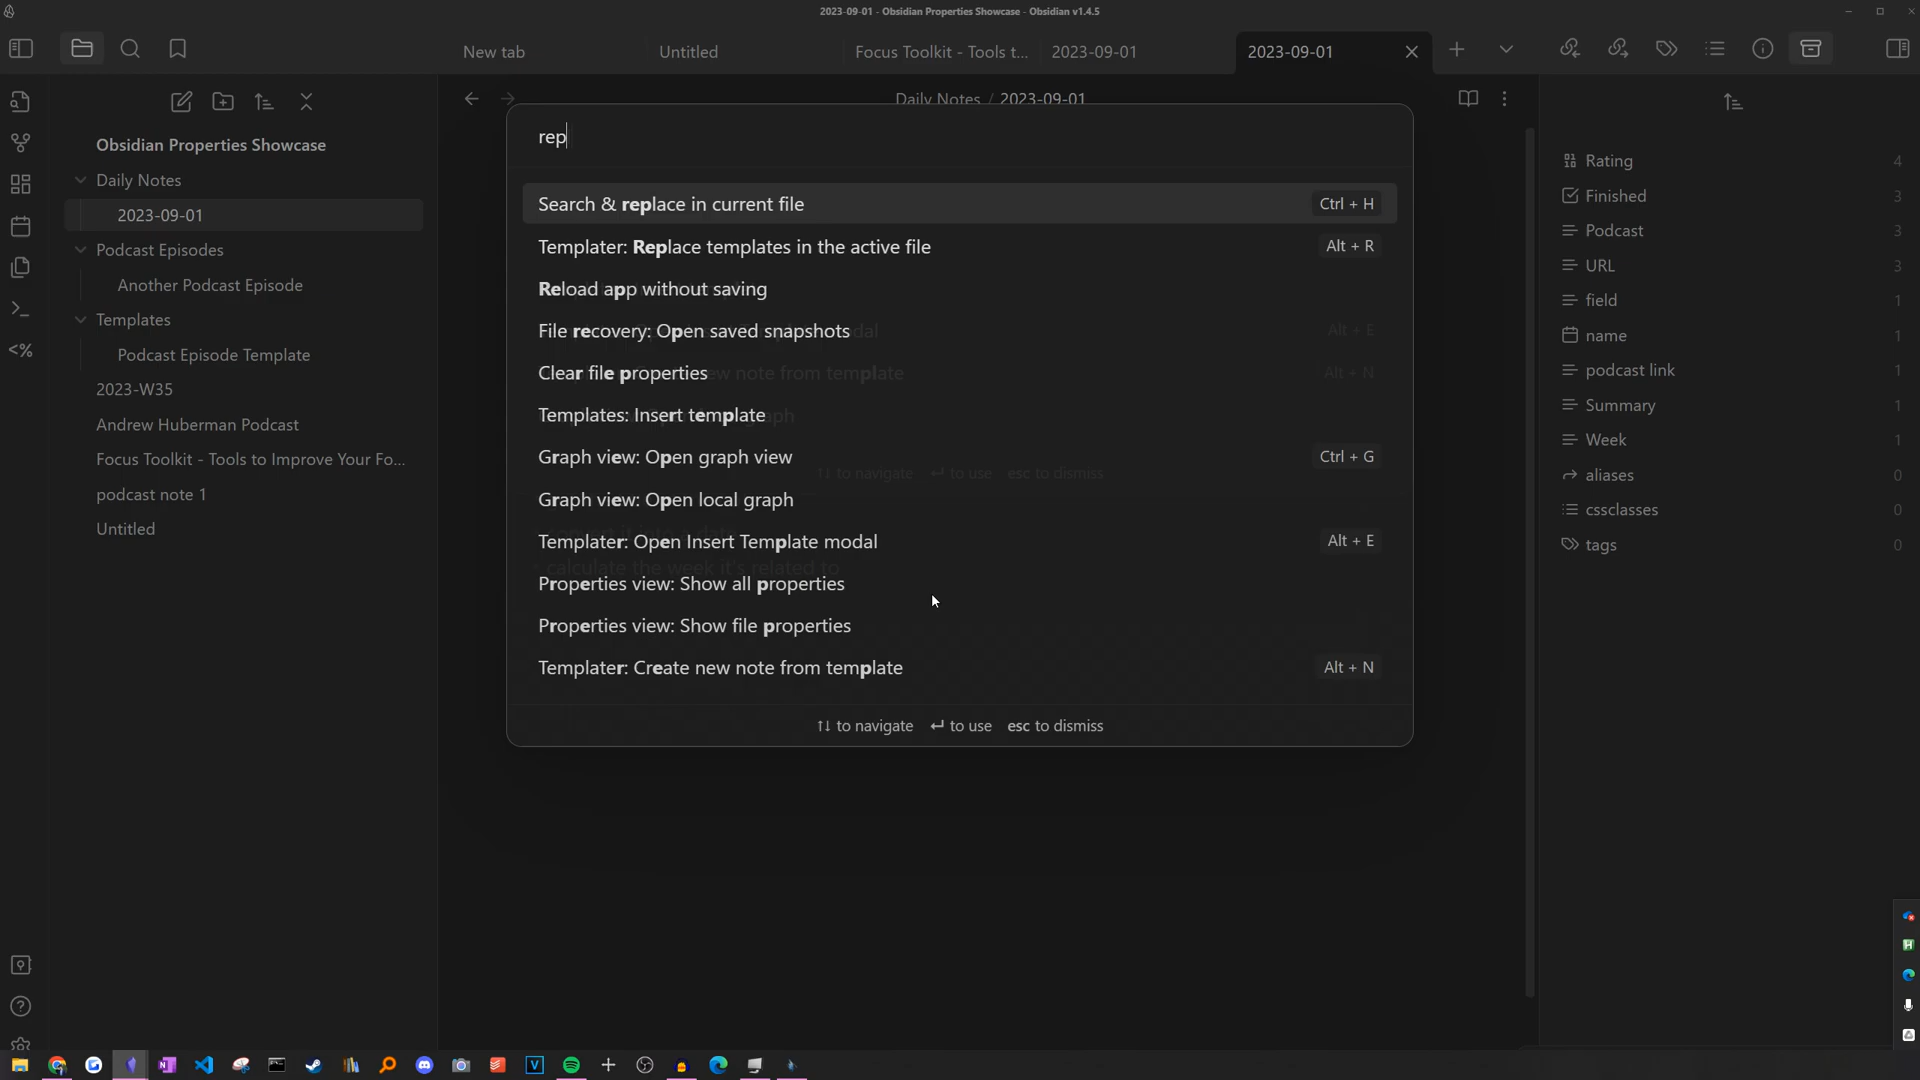 2023-09-01 - Obsidian Properties Showcase - Obsidian v1.4.5
New tab
Untitled
Focus Toolkit - Tools t...
2023-09-01
2023-09-01
Daily Notes / 2023-09-01
Obsidian Properties Showcase
Daily Notes
2023-09-01
Podcast Episodes
Another Podcast Episode
Templates
Podcast Episode Template
2023-W35
Andrew Huberman Podcast
Focus Toolkit - Tools to Improve Your Fo...
podcast note 1
Untitled
rep
Search & replace in current file Ctrl + H
Templater: Replace templates in the active file Alt + R
Reload app without saving
File recovery: Open saved snapshots
Clear file properties
Templates: Insert template
Graph view: Open graph view Ctrl + G
Graph view: Open local graph
Templater: Open Insert Template modal Alt + E
calculate the week it's related to
Properties view: Show all properties
Properties view: Show file properties
Templater: Create new note from template Alt + N
↑↓ to navigate ↵ to use esc to dismiss
Rating 4
Finished 3
Podcast 3
URL 3
field 1
name 1
podcast link 1
Summary 1
Week 1
aliases 0
cssclasses 0
tags 0